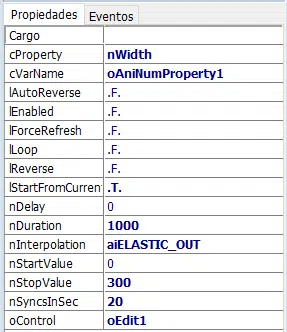 Propiedades Eventos
Cargo
cProperty nWidth
cVarName oAniNumProperty1
lAutoReverse .F.
lEnabled .F.
lForceRefresh .F.
lLoop .F.
lReverse .F.
lStartFromCurren .T.
nDelay 0
nDuration 1000
nInterpolation aiELASTIC_OUT
nStartValue 0
nStopValue 300
nSyncsInSec 20
oControl oEdit1